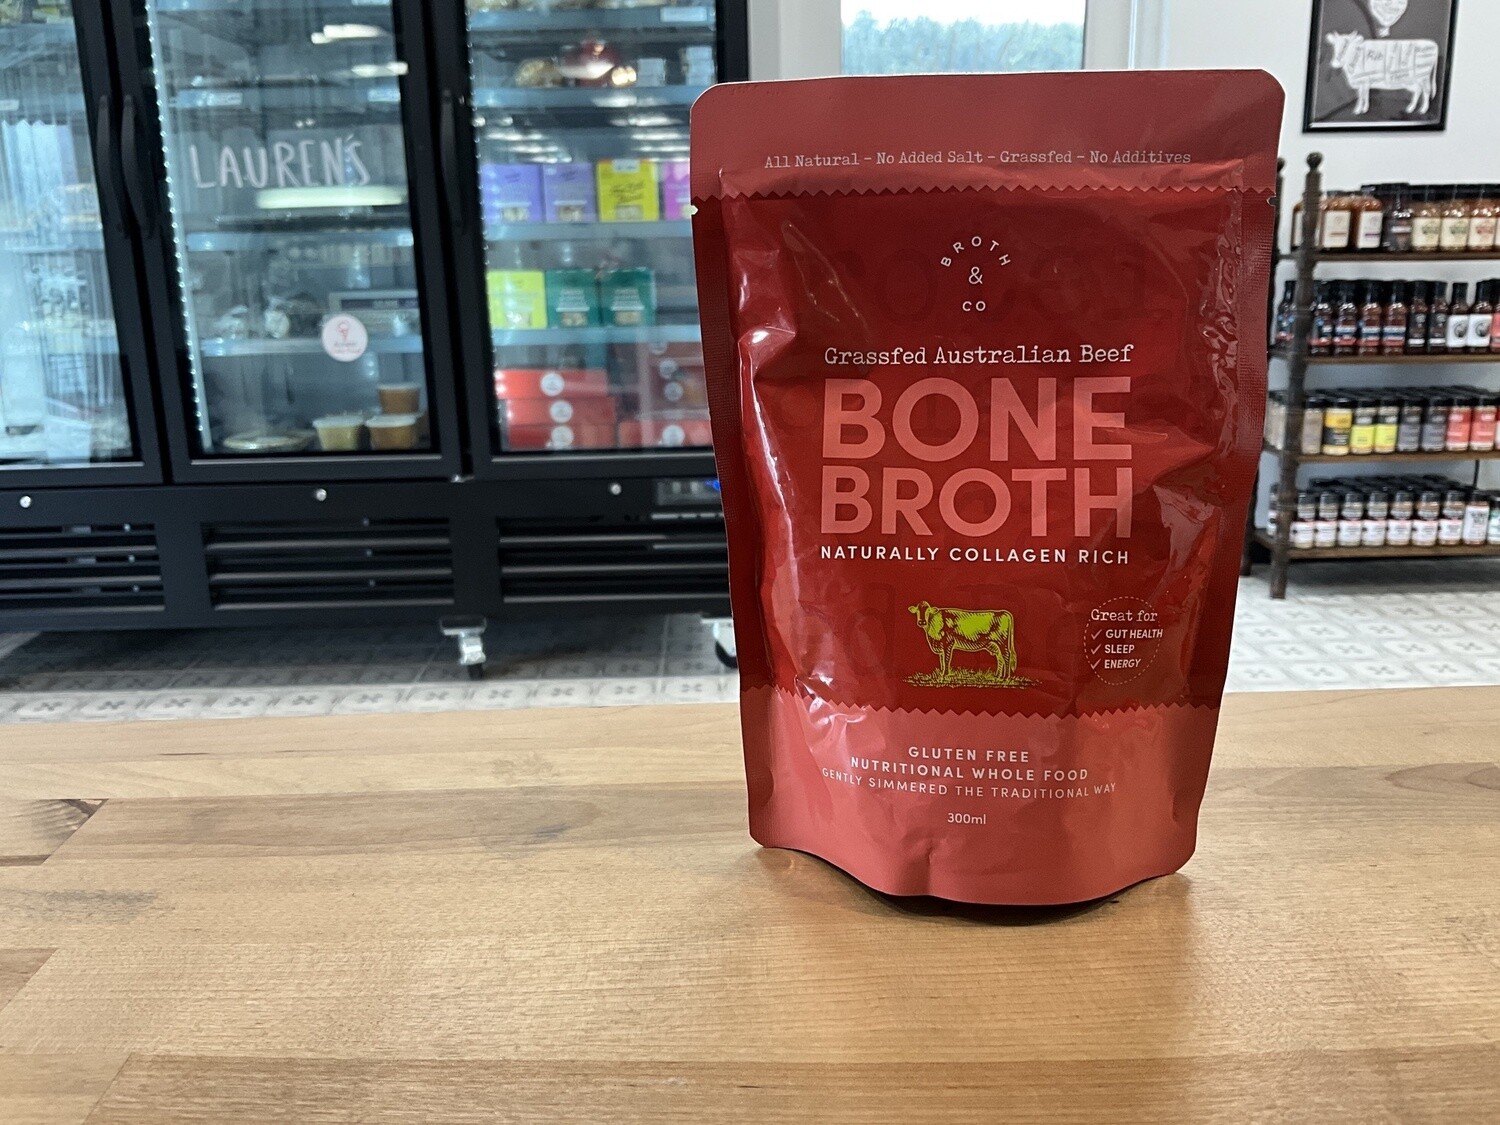 LAUREN'S
All Natural - No Added Salt - Grassfed - No Additives
BROTH
&
CO
Grassfed Australian Beef
BONE
BROTH
NATURALLY COLLAGEN RICH
Great for
✓ GUT HEALTH
✓ SLEEP
✓ ENERGY
GLUTEN FREE
NUTRITIONAL WHOLE FOOD
GENTLY SIMMERED THE TRADITIONAL WAY
300ml